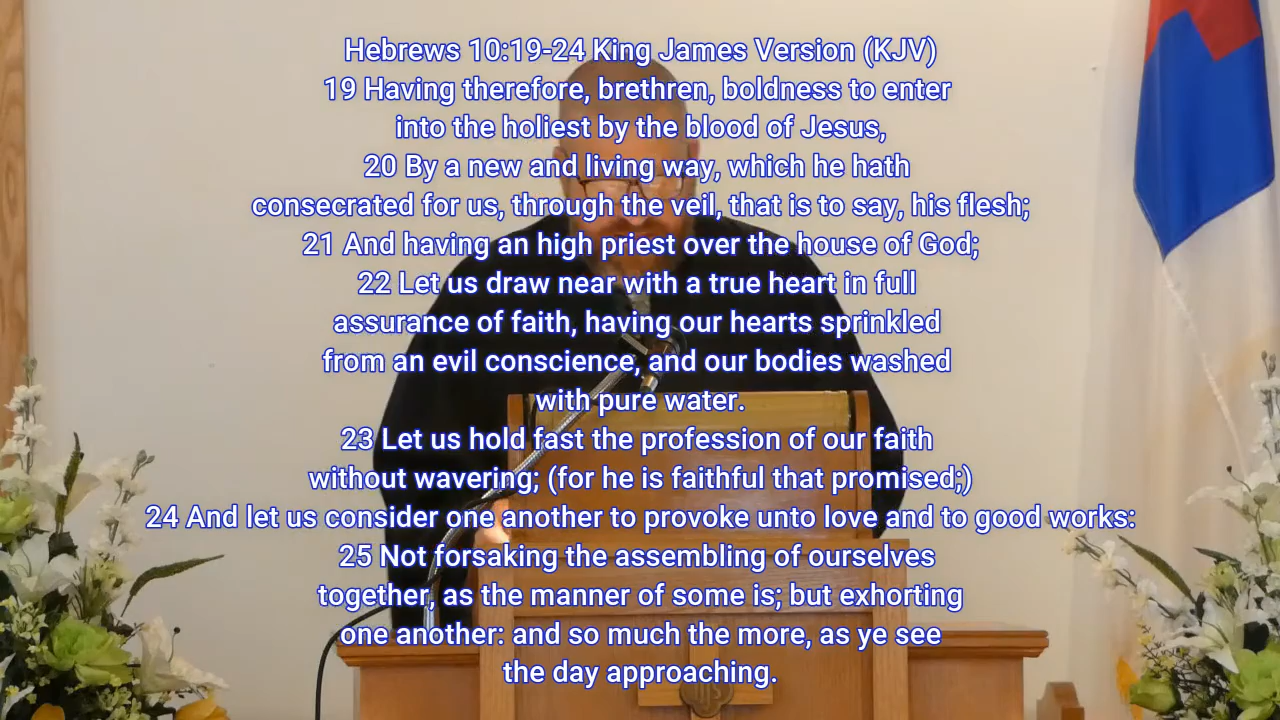 Hebrews 10:19-24 King James Version (KJV)
19 Having therefore, brethren, boldness to enter
into the holiest by the blood of Jesus,
20 By a new and living way, which he hath
consecrated for us, through the veil, that is to say, his flesh;
21 And having an high priest over the house of God;
22 Let us draw near with a true heart in full
assurance of faith, having our hearts sprinkled
from an evil conscience, and our bodies washed
with pure water.
23 Let us hold fast the profession of our faith
without wavering; (for he is faithful that promised;)
24 And let us consider one another to provoke unto love and to good works:
25 Not forsaking the assembling of ourselves
together, as the manner of some is; but exhorting
one another: and so much the more, as ye see
the day approaching.